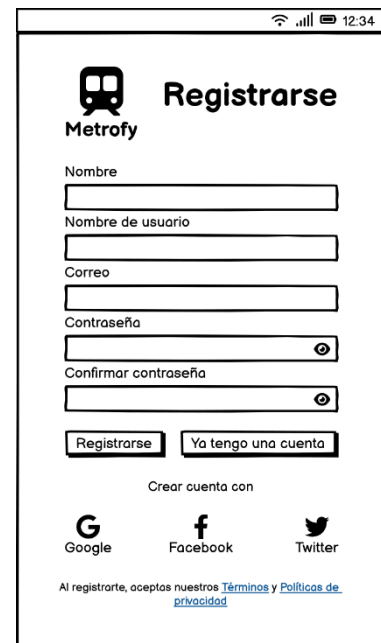 12:34
Registrarse
Metrofy
Nombre
Nombre de usuario
Correo
Contraseña
Confirmar contraseña
Registrarse
Ya tengo una cuenta
Crear cuenta con
Google
Facebook
Twitter
Al registrarte, aceptas nuestros Términos y Políticas de
privacidad